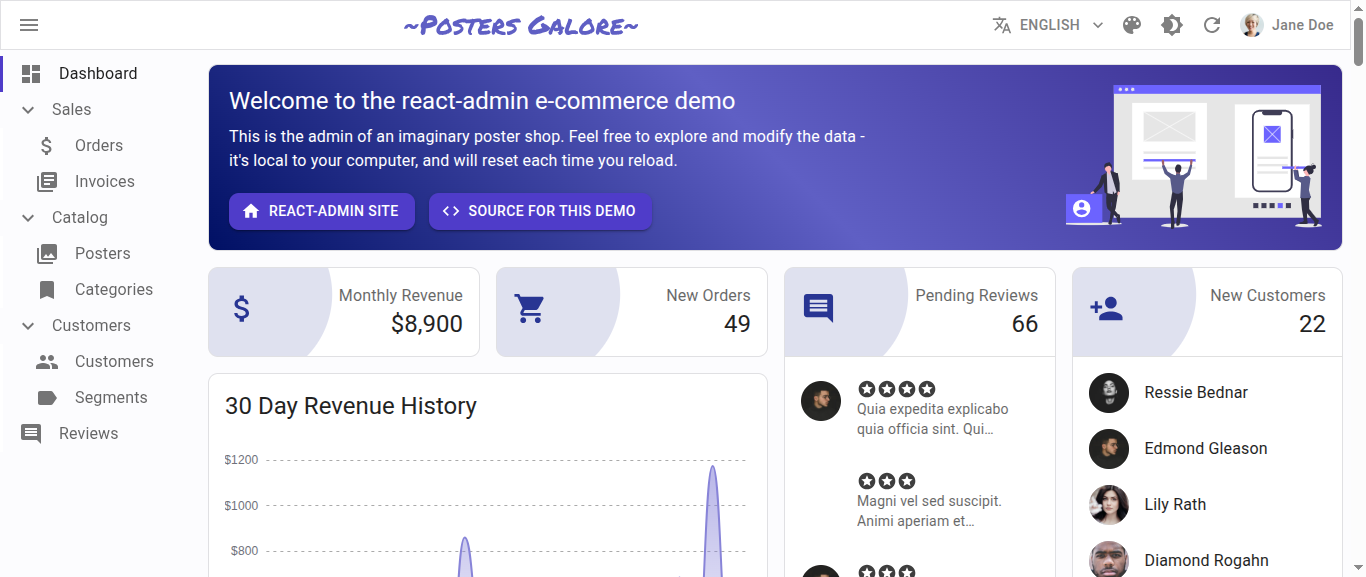 ~Posters Galore~
ENGLISH
Jane Doe
Dashboard
Sales
Orders
Invoices
Catalog
Posters
Categories
Customers
Customers
Segments
Reviews
Welcome to the react-admin e-commerce demo
This is the admin of an imaginary poster shop. Feel free to explore and modify the data -
it's local to your computer, and will reset each time you reload.
REACT-ADMIN SITE
SOURCE FOR THIS DEMO
Monthly Revenue
$8,900
New Orders
49
Pending Reviews
66
New Customers
22
30 Day Revenue History
$1200
$1000
$800
Quia expedita explicabo
quia officia sint. Qui…
Magni vel sed suscipit.
Animi aperiam et…
Ressie Bednar
Edmond Gleason
Lily Rath
Diamond Rogahn